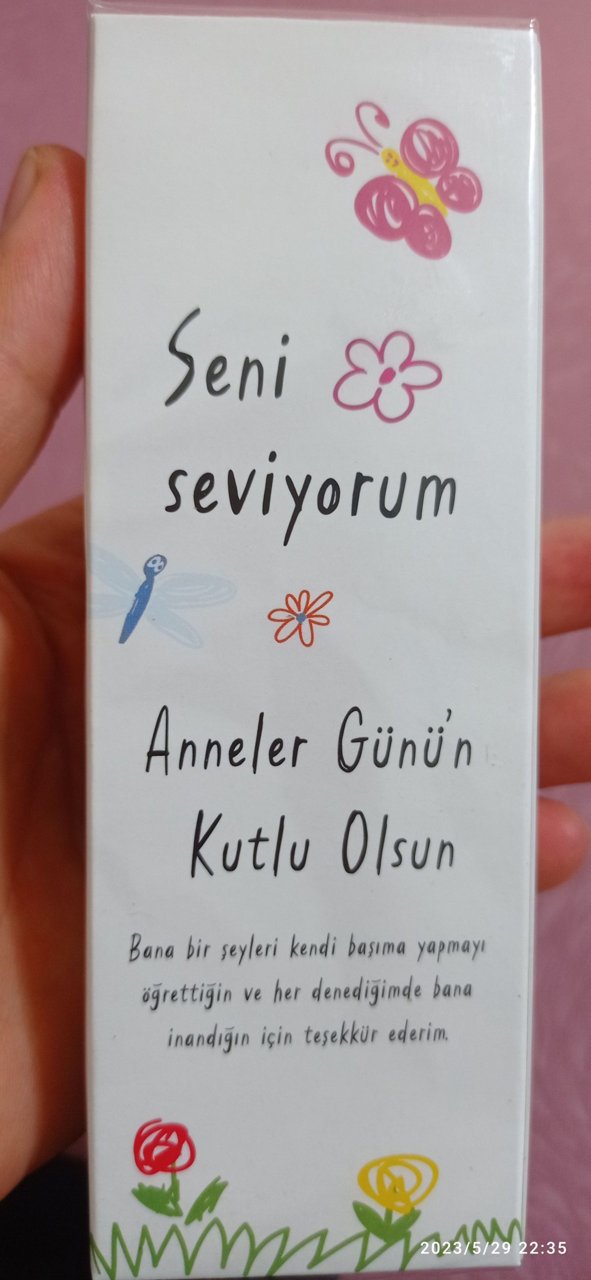 Seni
seviyorum
Anneler Günü'n
Kutlu Olsun
Bana bir şeyleri kendi başıma yapmayı
öğrettiğin ve her denediğimde bana
inandığın için teşekkür ederim.
2023/5/29 22:35